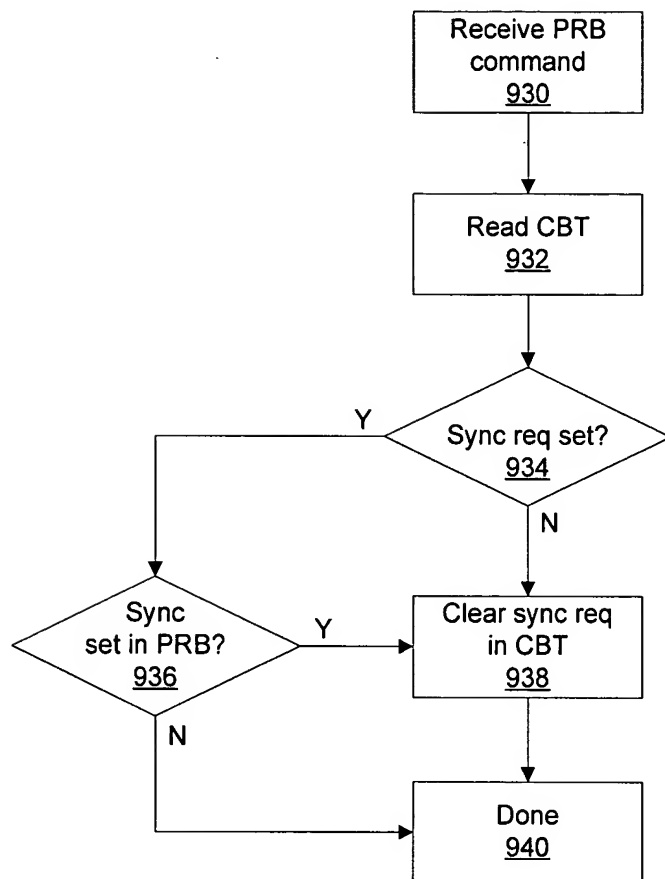 Receive PRB
command
930
Read CBT
932
Y
Sync req set?
934
N
Sync
set in PRB?
936
Y
Clear sync req
in CBT
938
N
Done
940